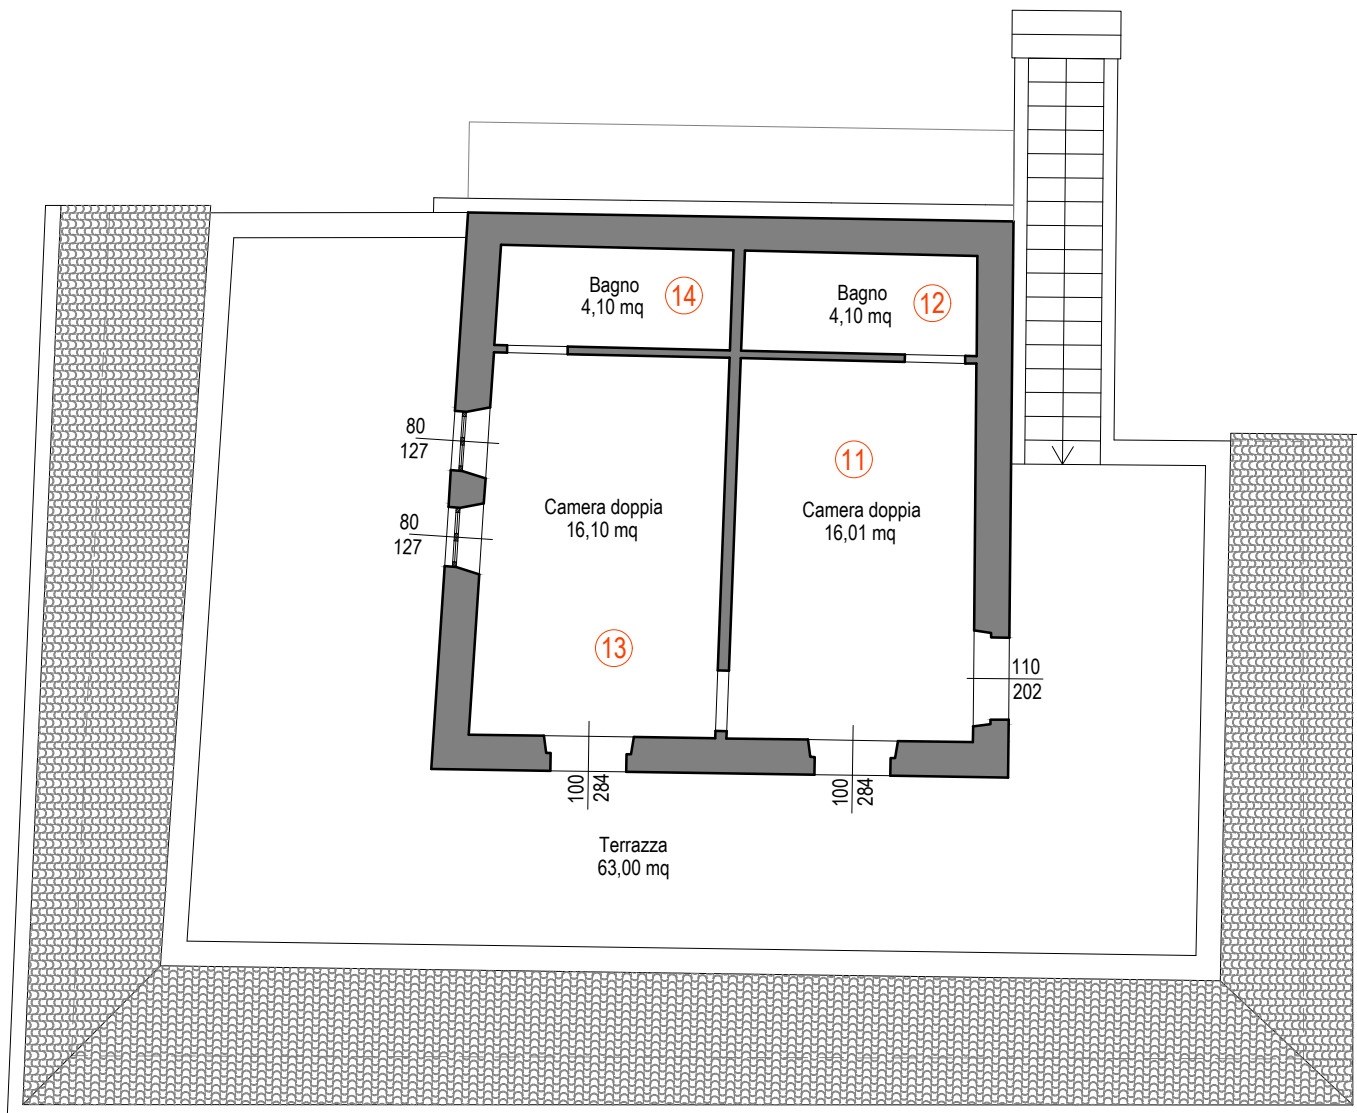 Bagno
4,10 mq
14
Bagno
4,10 mq
12
80
127
11
Camera doppia
16,10 mq
Camera doppia
16,01 mq
80
127
13
110
202
100
284
100
284
Terrazza
63,00 mq